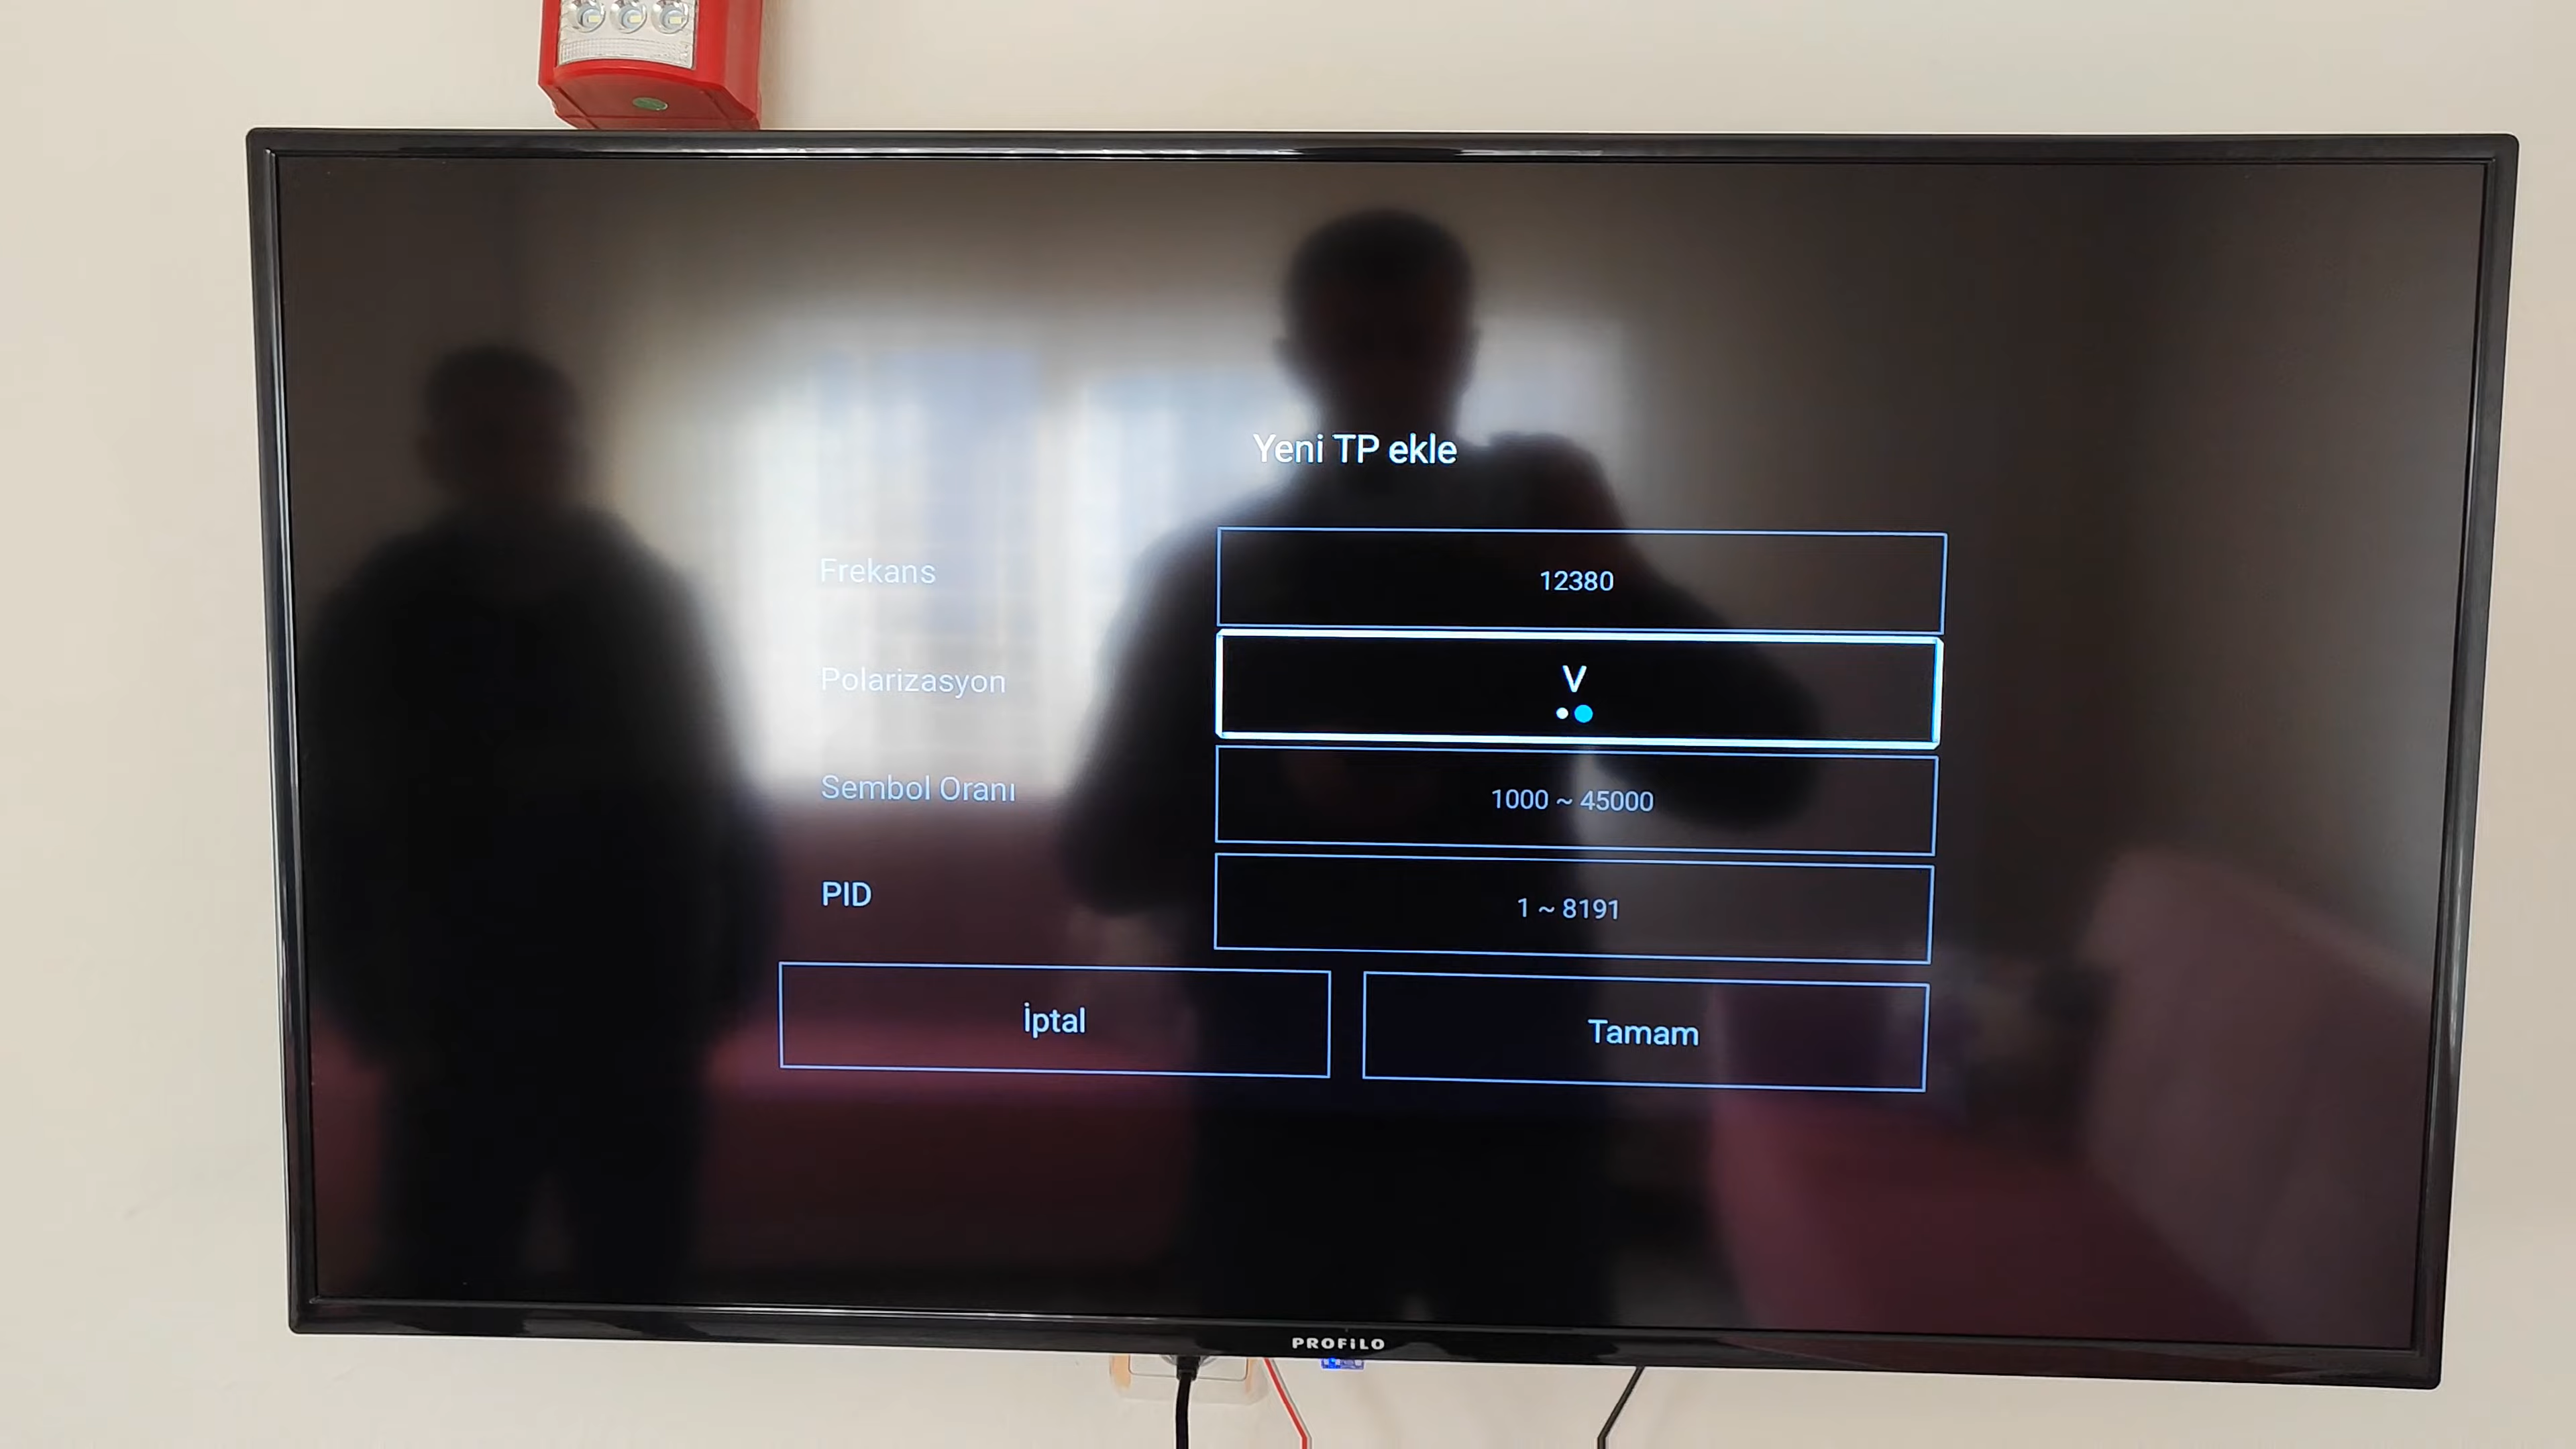 Yeni TP ekle
Frekans 12380
Polarizasyon V
Sembol Oranı 1000 ~ 45000
PID 1 ~ 8191
İptal Tamam
PROFiLO